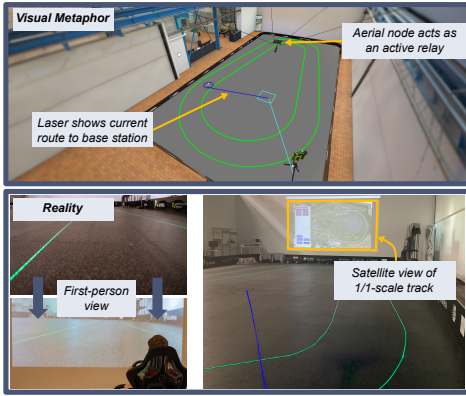 Visual Metaphor
Aerial node acts as
an active relay
Laser shows current
route to base station
Reality
First-person
view
Satellite view of
1/1-scale track